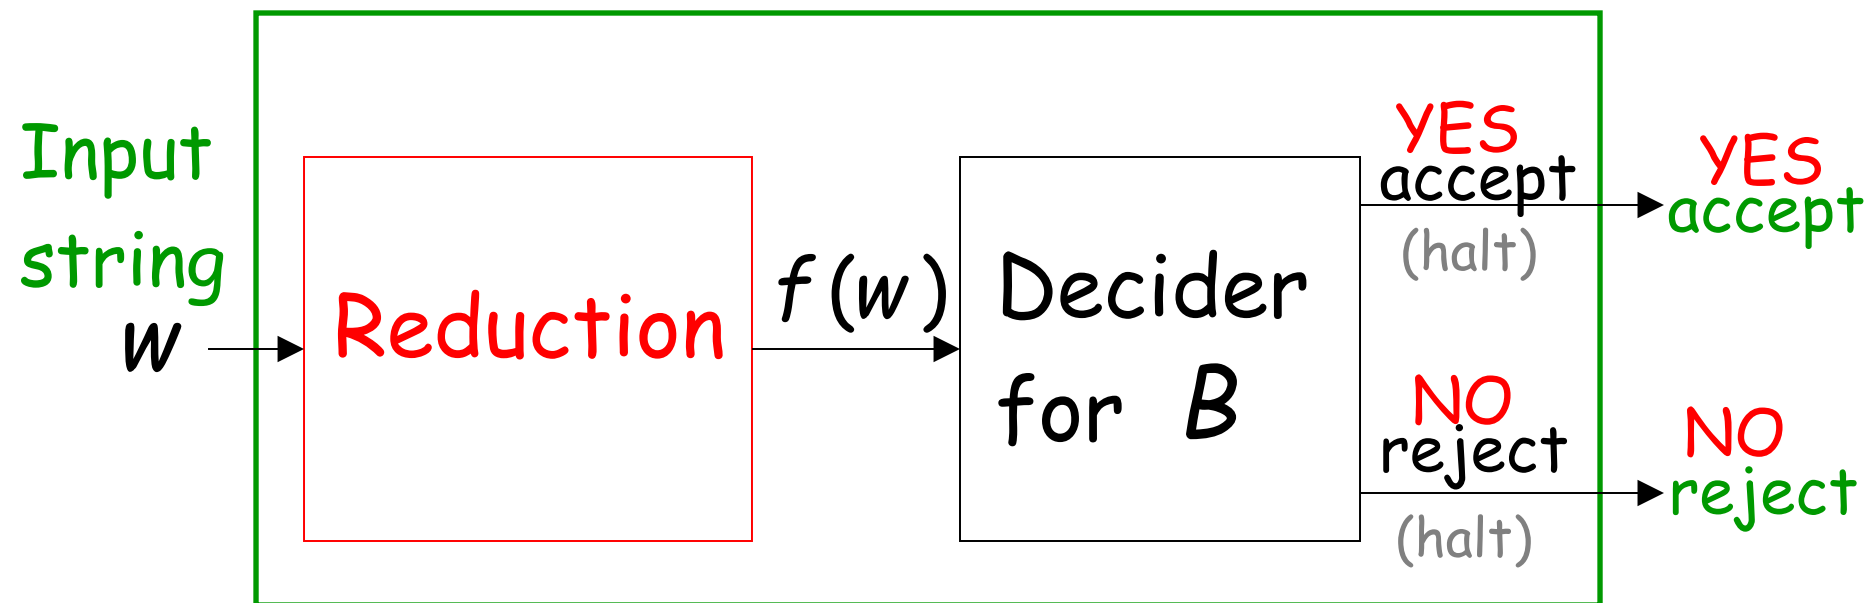 Input
string
w
Reduction
f(w)
Decider
for B
YES
accept
(halt)
NO
reject
(halt)
YES
accept
NO
reject